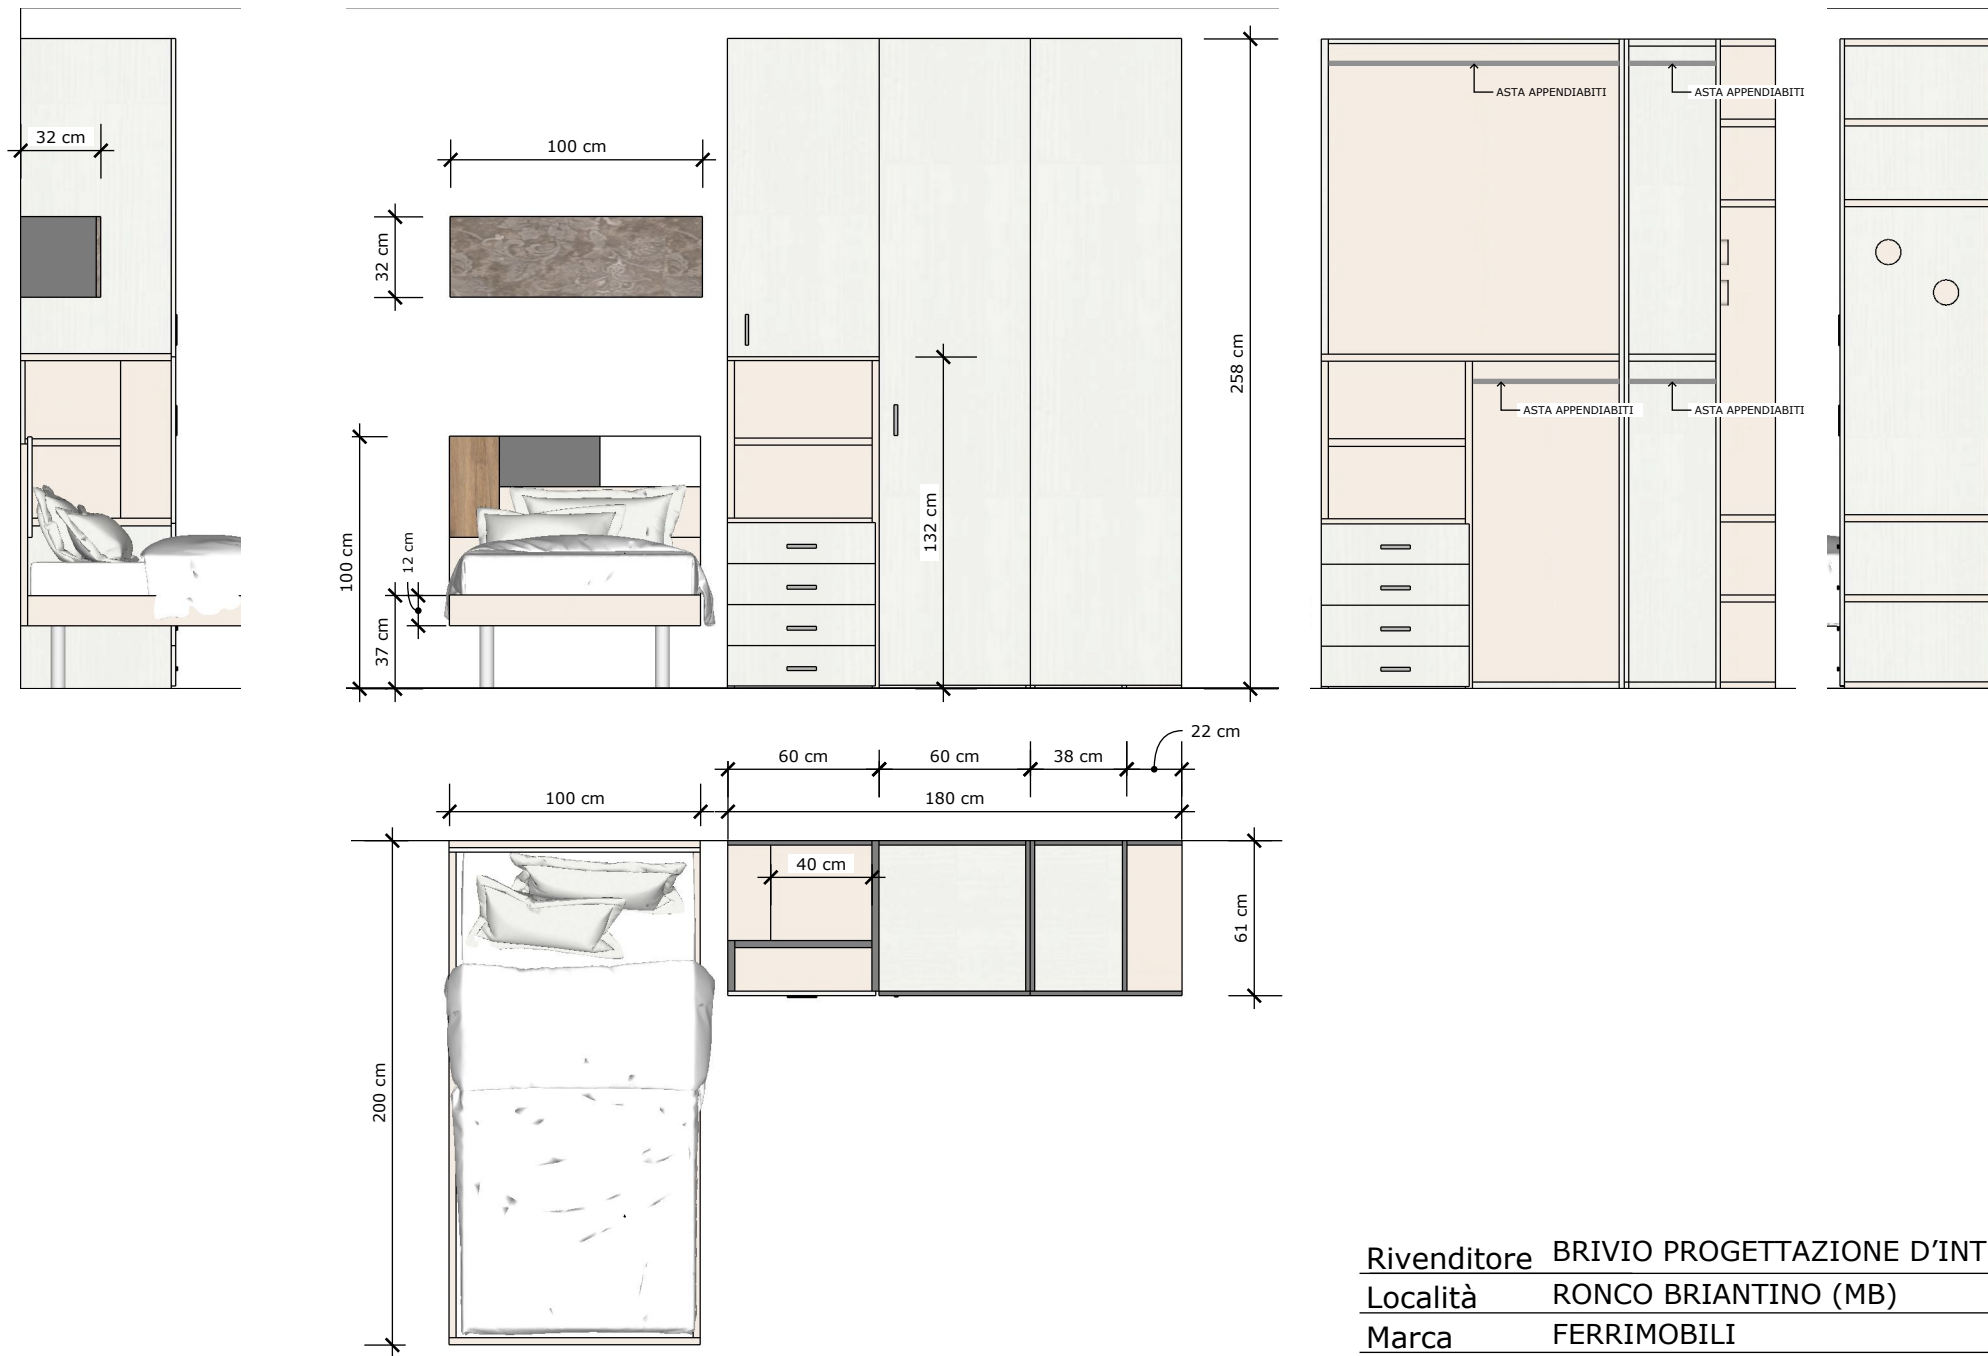 32 cm
100 cm
32 cm
100 cm
12 cm
37 cm
132 cm
258 cm
ASTA APPENDIABITI
ASTA APPENDIABITI
ASTA APPENDIABITI
ASTA APPENDIABITI
22 cm
60 cm
60 cm
38 cm
100 cm
180 cm
40 cm
61 cm
200 cm
Rivenditore BRIVIO PROGETTAZIONE D’INT
Località RONCO BRIANTINO (MB)
Marca FERRIMOBILI